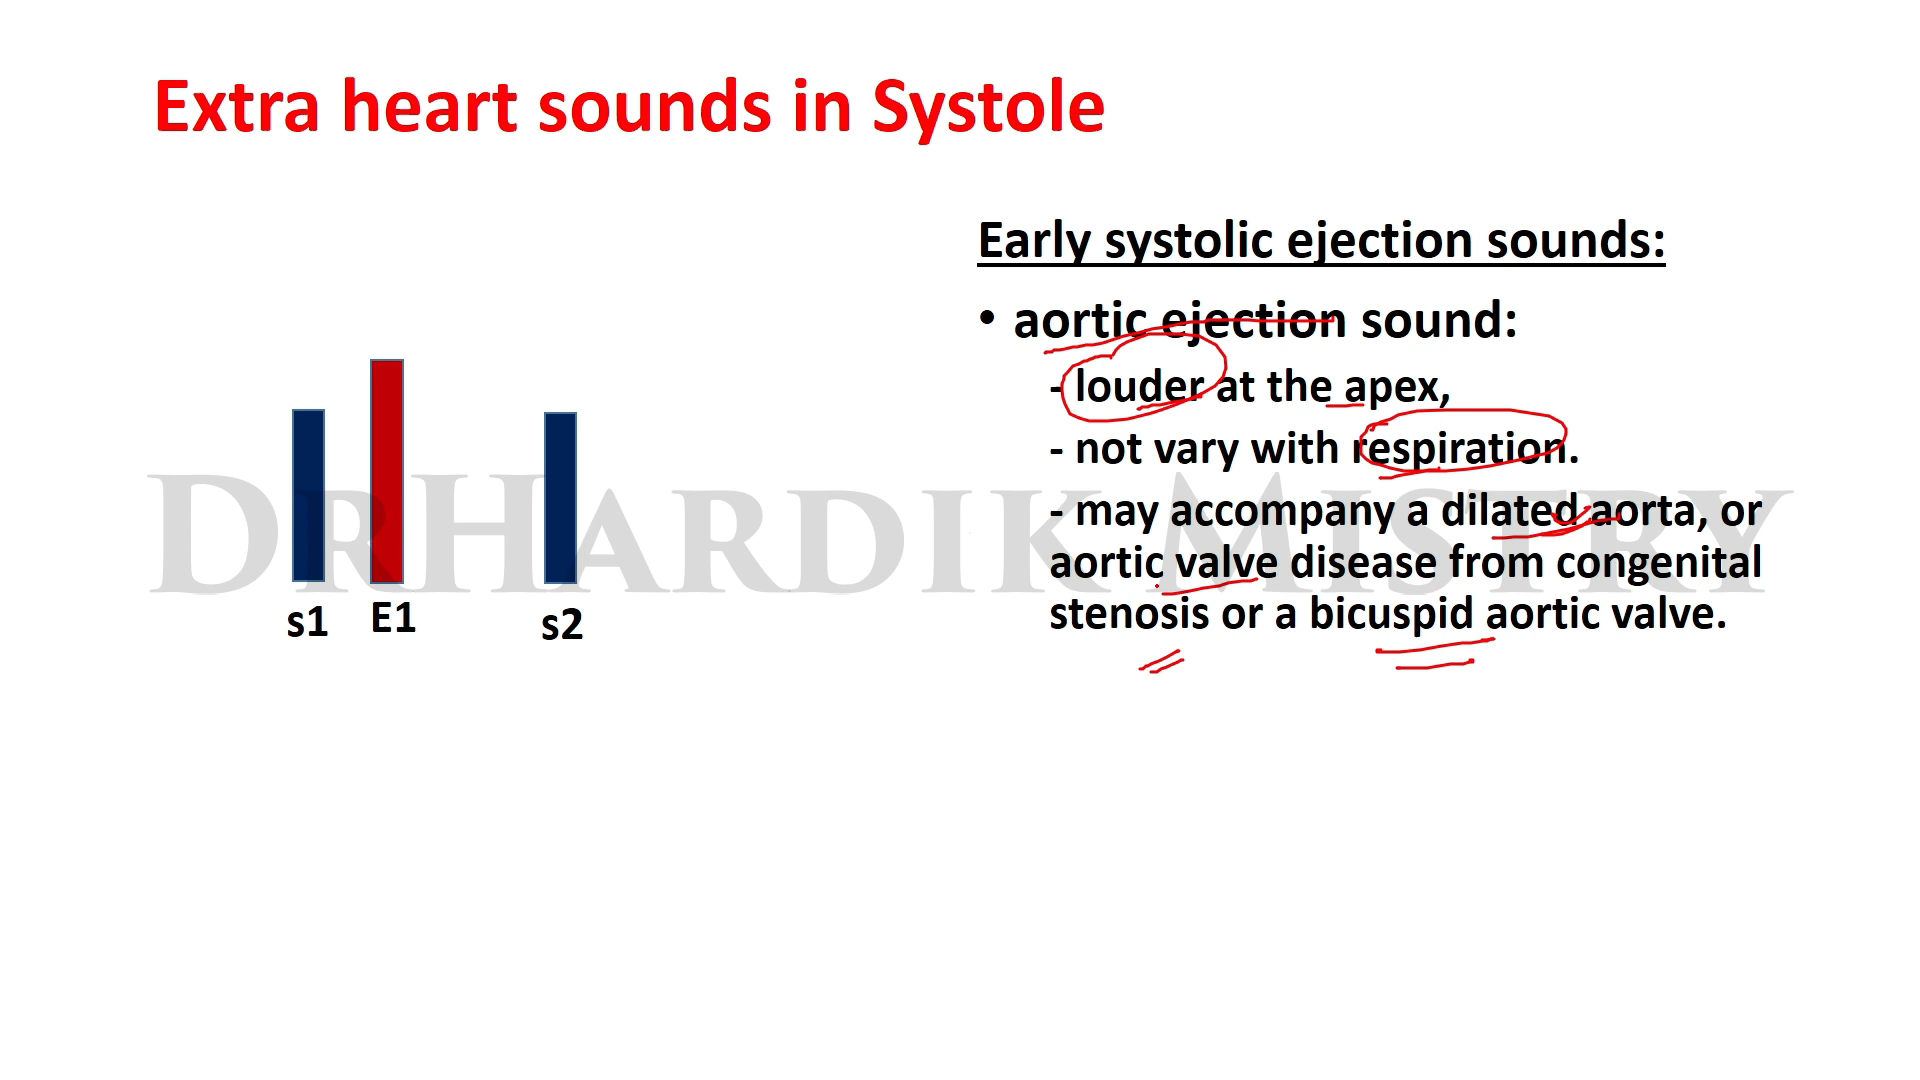 Extra heart sounds in Systole
Early systolic ejection sounds:
• aortic ejection sound:
- louder at the apex,
- not vary with respiration.
- may accompany a dilated aorta, or
aortic valve disease from congenital
stenosis or a bicuspid aortic valve.
s1 E1 s2
DrHardik Mistry